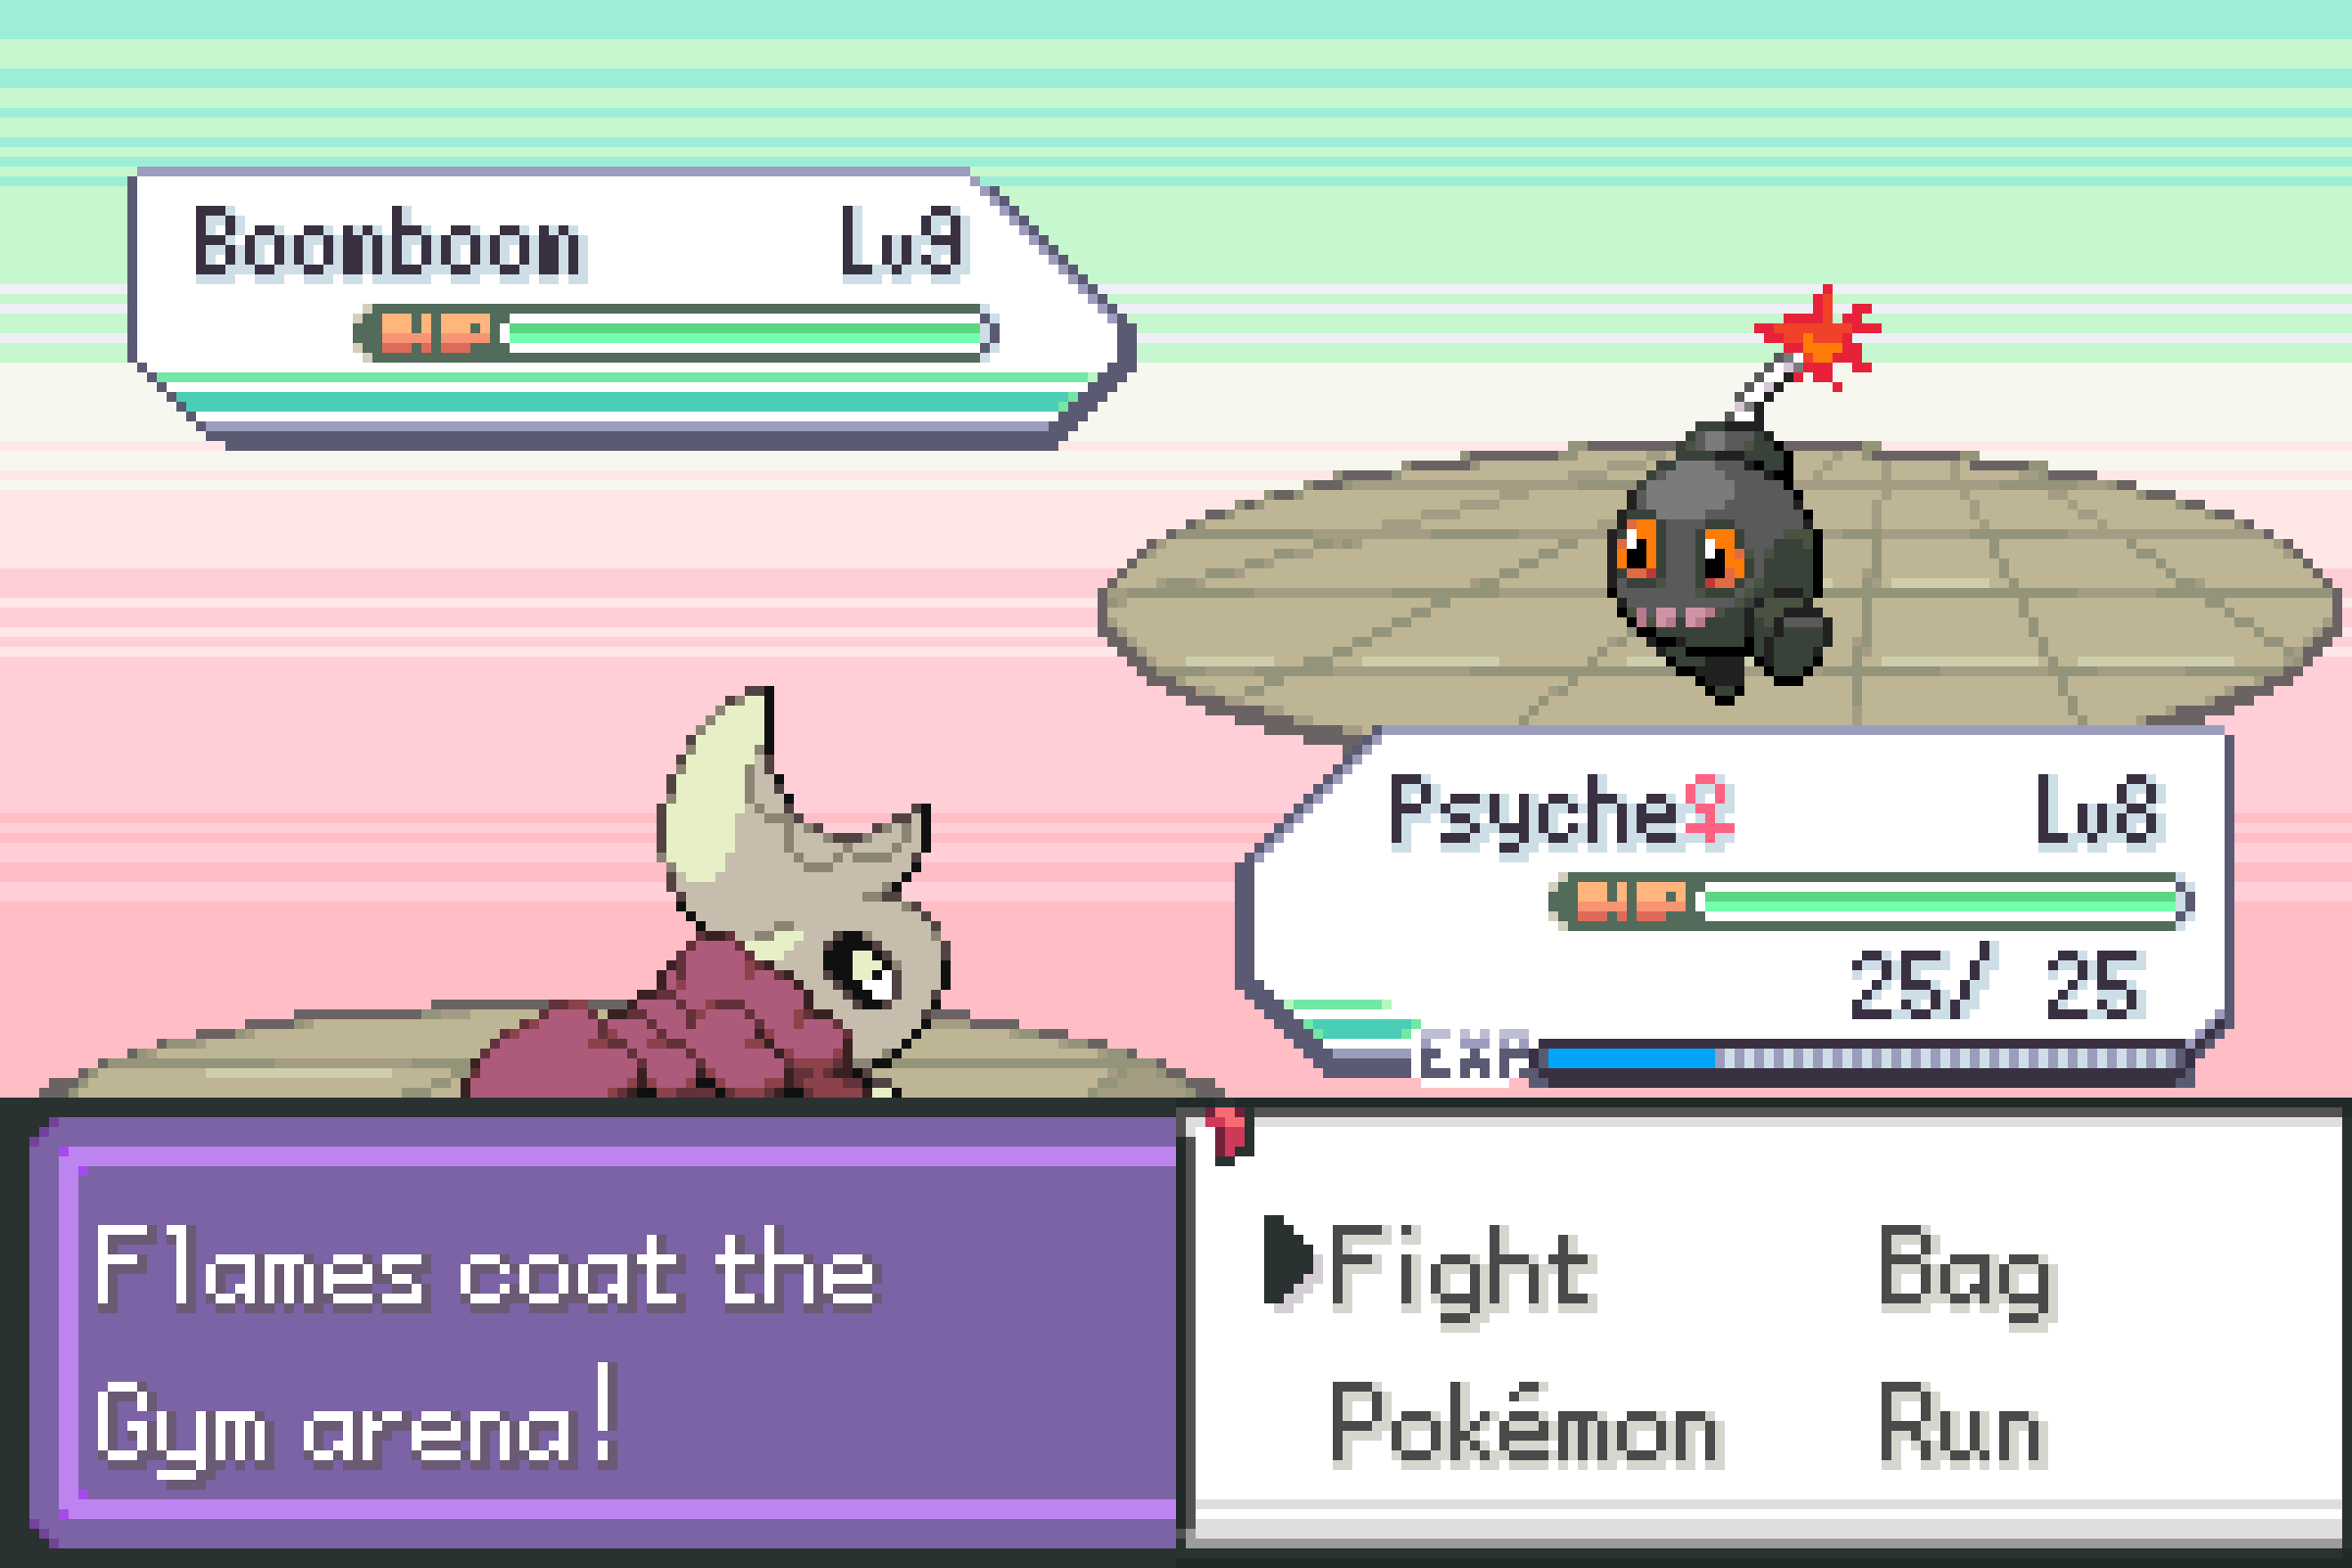 Boomboom Lv9
HP
Psyche♀ Lv8
HP
25/ 25
EXP
Flames coat the
Gym arena!
Fight Bag
Pokémon Run